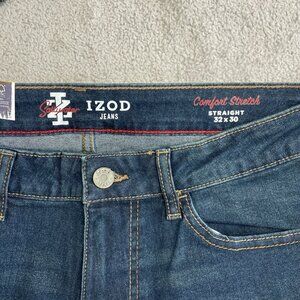 IZOD
JEANS
Comfort Stretch
STRAIGHT
32 x 30